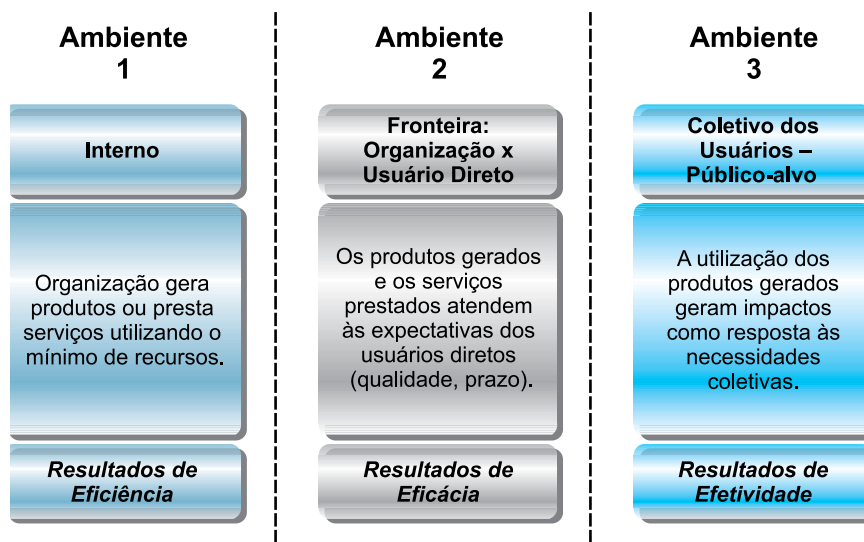 Ambiente
1
Interno
Organização gera
produtos ou presta
serviços utilizando o
mínimo de recursos.
Resultados de
Eficiência
Ambiente
2
Fronteira:
Organização x
Usuário Direto
Os produtos gerados
e os serviços
prestados atendem
às expectativas dos
usuários diretos
(qualidade, prazo).
Resultados de
Eficácia
Ambiente
3
Coletivo dos
Usuários –
Público-alvo
A utilização dos
produtos gerados
geram impactos
como resposta às
necessidades
coletivas.
Resultados de
Efetividade